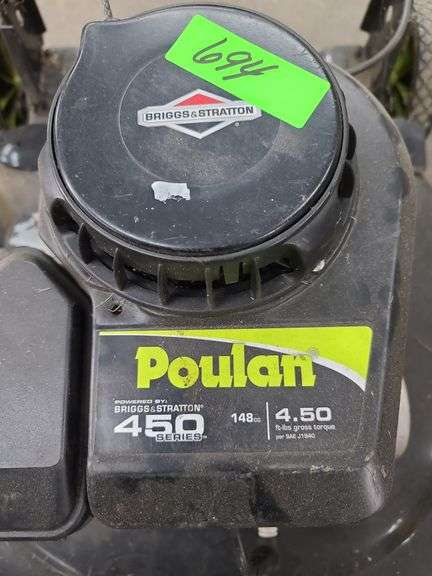 694
BRIGGS & STRATTON
Poulan
POWERED BY:
BRIGGS & STRATTON®
450
SERIES™
148cc
4.50
ft-lbs gross torque
per SAE J1940